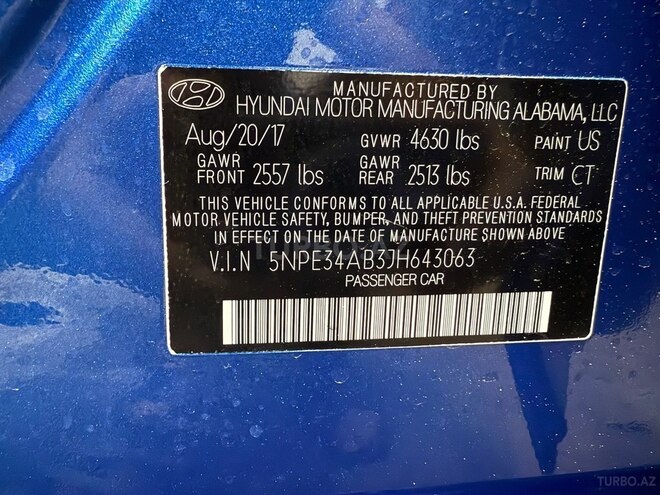 MANUFACTURED BY
HYUNDAI MOTOR MANUFACTURING ALABAMA, LLC
Aug/20/17 GVWR 4630 lbs PAINT US
GAWR FRONT 2557 lbs GAWR REAR 2513 lbs TRIM CT
THIS VEHICLE CONFORMS TO ALL APPLICABLE U.S.A. FEDERAL
MOTOR VEHICLE SAFETY, BUMPER, AND THEFT PREVENTION STANDARDS
IN EFFECT ON THE DATE OF MANUFACTURE SHOWN ABOVE
TURBO.AZ
V.I.N 5NPE34AB3JH643063
PASSENGER CAR
TURBO.AZ